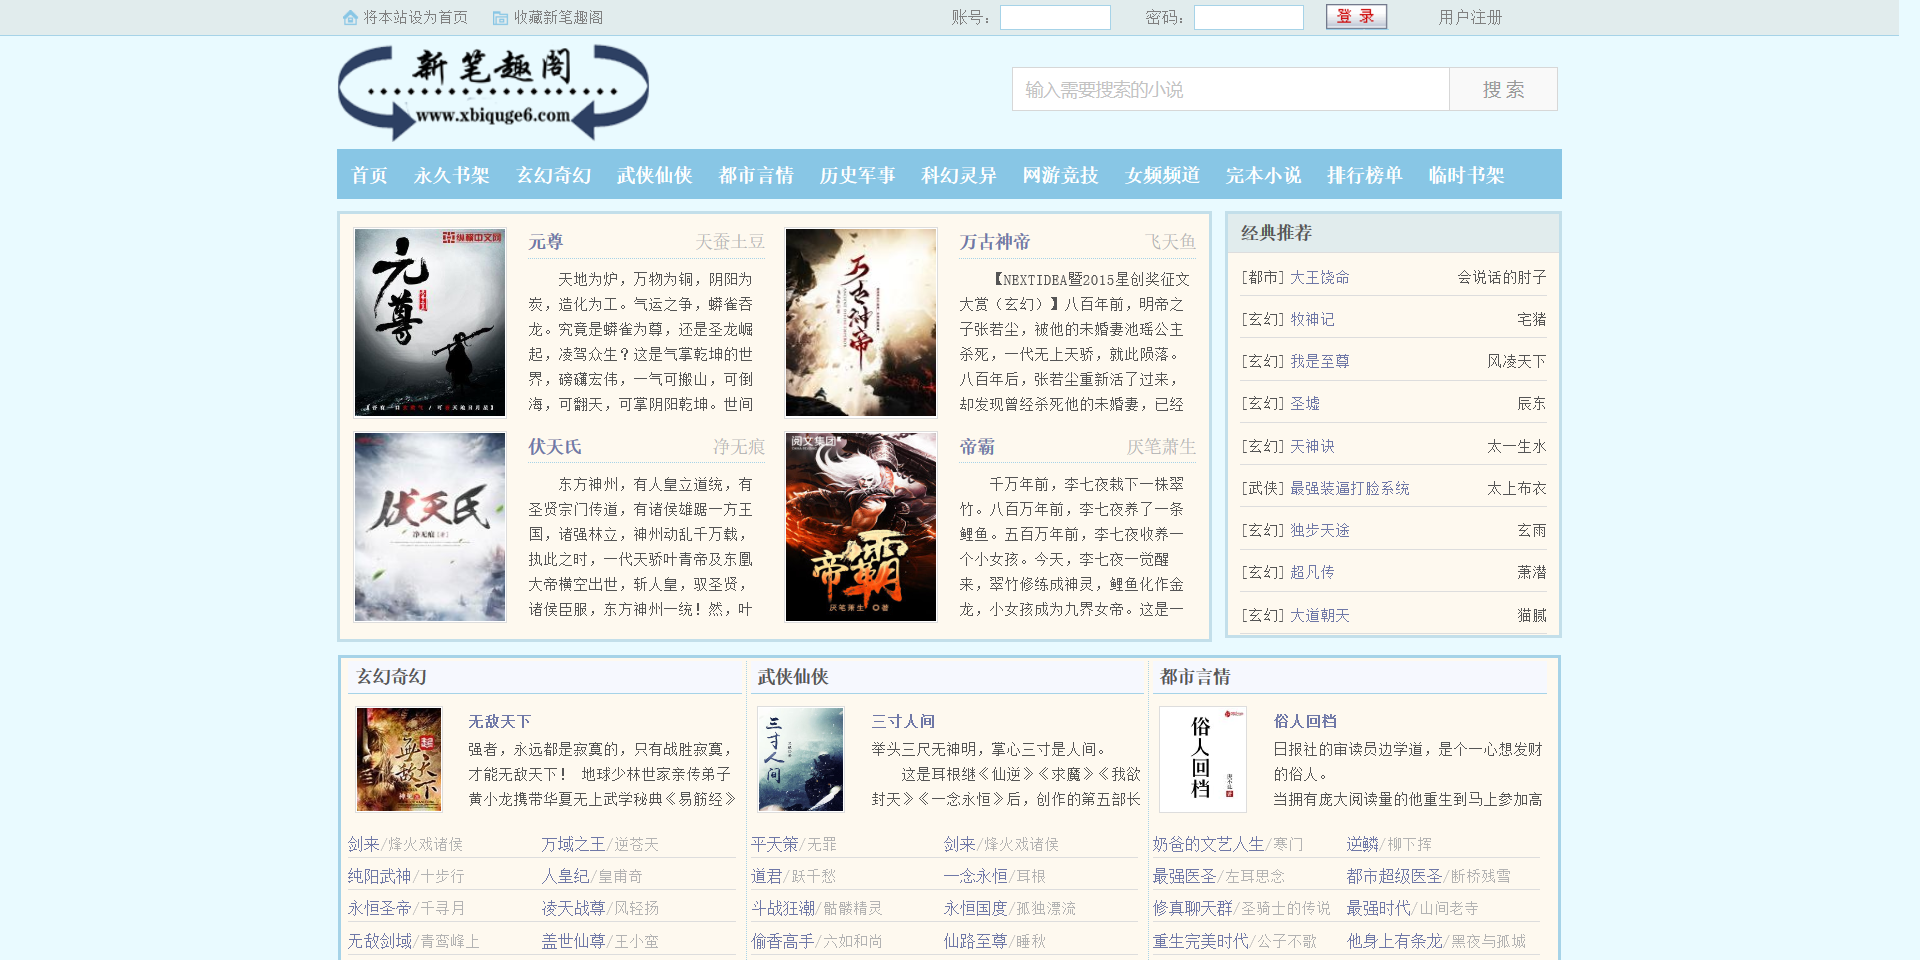 将本站设为首页 收藏新笔趣阁 账号： 密码： 登 录 用户注册
新笔趣阁
www.xbiquge6.com
输入需要搜索的小说 搜 索
首页 永久书架 玄幻奇幻 武侠仙侠 都市言情 历史军事 科幻灵异 网游竞技 女频频道 完本小说 排行榜单 临时书架
纵横中文网
元尊
元尊 天蚕土豆
天地为炉，万物为铜，阴阳为
炭，造化为工。气运之争，蟒雀吞
龙。究竟是蟒雀为尊，还是圣龙崛
起，凌驾众生？这是气掌乾坤的世
界，磅礴宏伟，一气可搬山，可倒
海，可翻天，可掌阴阳乾坤。世间
万古神帝
万古神帝 飞天鱼
【NEXTIDEA暨2015星创奖征文
大赏（玄幻）】八百年前，明帝之
子张若尘，被他的未婚妻池瑶公主
杀死，一代无上天骄，就此陨落。
八百年后，张若尘重新活了过来，
却发现曾经杀死他的未婚妻，已经
伏天氏
净无痕
伏天氏 净无痕
东方神州，有人皇立道统，有
圣贤宗门传道，有诸侯雄踞一方王
国，诸强林立，神州动乱千万载，
执此之时，一代天骄叶青帝及东凰
大帝横空出世，斩人皇，驭圣贤，
诸侯臣服，东方神州一统！然，叶
阅文集团
帝霸
厌笔萧生 著
帝霸 厌笔萧生
千万年前，李七夜栽下一株翠
竹。八百万年前，李七夜养了一条
鲤鱼。五百万年前，李七夜收养一
个小女孩。今天，李七夜一觉醒
来，翠竹修练成神灵，鲤鱼化作金
龙，小女孩成为九界女帝。这是一
经典推荐
[都市] 大王饶命 会说话的肘子
[玄幻] 牧神记 宅猪
[玄幻] 我是至尊 风凌天下
[玄幻] 圣墟 辰东
[玄幻] 天神诀 太一生水
[武侠] 最强装逼打脸系统 太上布衣
[玄幻] 独步天途 玄雨
[玄幻] 超凡传 萧潜
[玄幻] 大道朝天 猫腻
玄幻奇幻
無敵天下
无敌天下
强者，永远都是寂寞的，只有战胜寂寞，
才能无敌天下！ 地球少林世家亲传弟子
黄小龙携带华夏无上武学秘典《易筋经》
剑来/烽火戏诸侯 万域之王/逆苍天
纯阳武神/十步行 人皇纪/皇甫奇
永恒圣帝/千寻月 凌天战尊/风轻扬
无敌剑域/青鸾峰上 盖世仙尊/王小蛮
武侠仙侠
三寸人间
三寸人间
举头三尺无神明，掌心三寸是人间。
这是耳根继《仙逆》《求魔》《我欲
封天》《一念永恒》后，创作的第五部长
平天策/无罪 剑来/烽火戏诸侯
道君/跃千愁 一念永恒/耳根
斗战狂潮/骷髅精灵 永恒国度/孤独漂流
偷香高手/六如和尚 仙路至尊/睡秋
都市言情
俗人回档
俗人回档
日报社的审读员边学道，是个一心想发财
的俗人。
当拥有庞大阅读量的他重生到马上参加高
奶爸的文艺人生/寒门 逆鳞/柳下挥
最强医圣/左耳思念 都市超级医圣/断桥残雪
修真聊天群/圣骑士的传说 最强时代/山间老寺
重生完美时代/公子不歌 他身上有条龙/黑夜与孤城